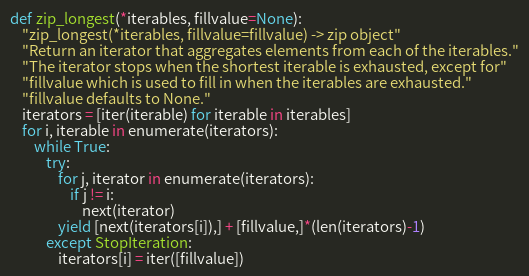 def zip_longest(*iterables, fillvalue=None):
"zip_longest(*iterables, fillvalue=fillvalue) -> zip object"
"Return an iterator that aggregates elements from each of the iterables."
"The iterator stops when the shortest iterable is exhausted, except for"
"fillvalue which is used to fill in when the iterables are exhausted."
"fillvalue defaults to None."
iterators = [iter(iterable) for iterable in iterables]
for i, iterable in enumerate(iterators):
while True:
try:
for j, iterator in enumerate(iterators):
if j != i:
next(iterator)
yield [next(iterators[i]),] + [fillvalue,]*(len(iterators)-1)
except StopIteration:
iterators[i] = iter([fillvalue])